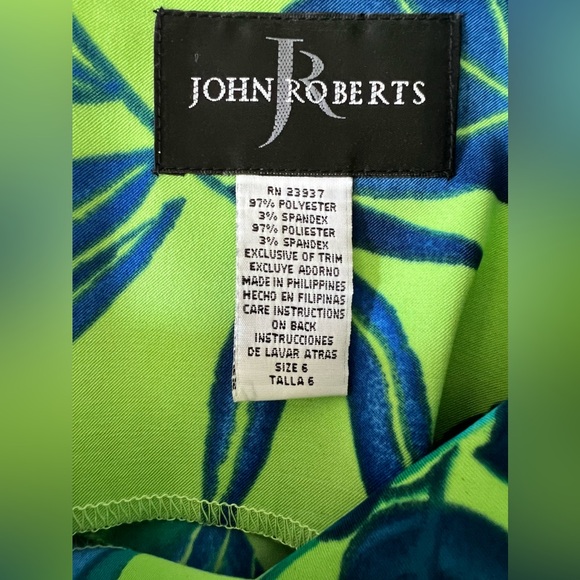 JOHN ROBERTS
JR
RN 23937
97% POLYESTER
3% SPANDEX
97% POLIESTER
3% SPANDEX
EXCLUSIVE OF TRIM
EXCLUYE ADORNO
MADE IN PHILIPPINES
HECHO EN FILIPINAS
CARE INSTRUCTIONS
ON BACK
INSTRUCCIONES
DE LAVAR ATRAS
SIZE 6
TALLA 6